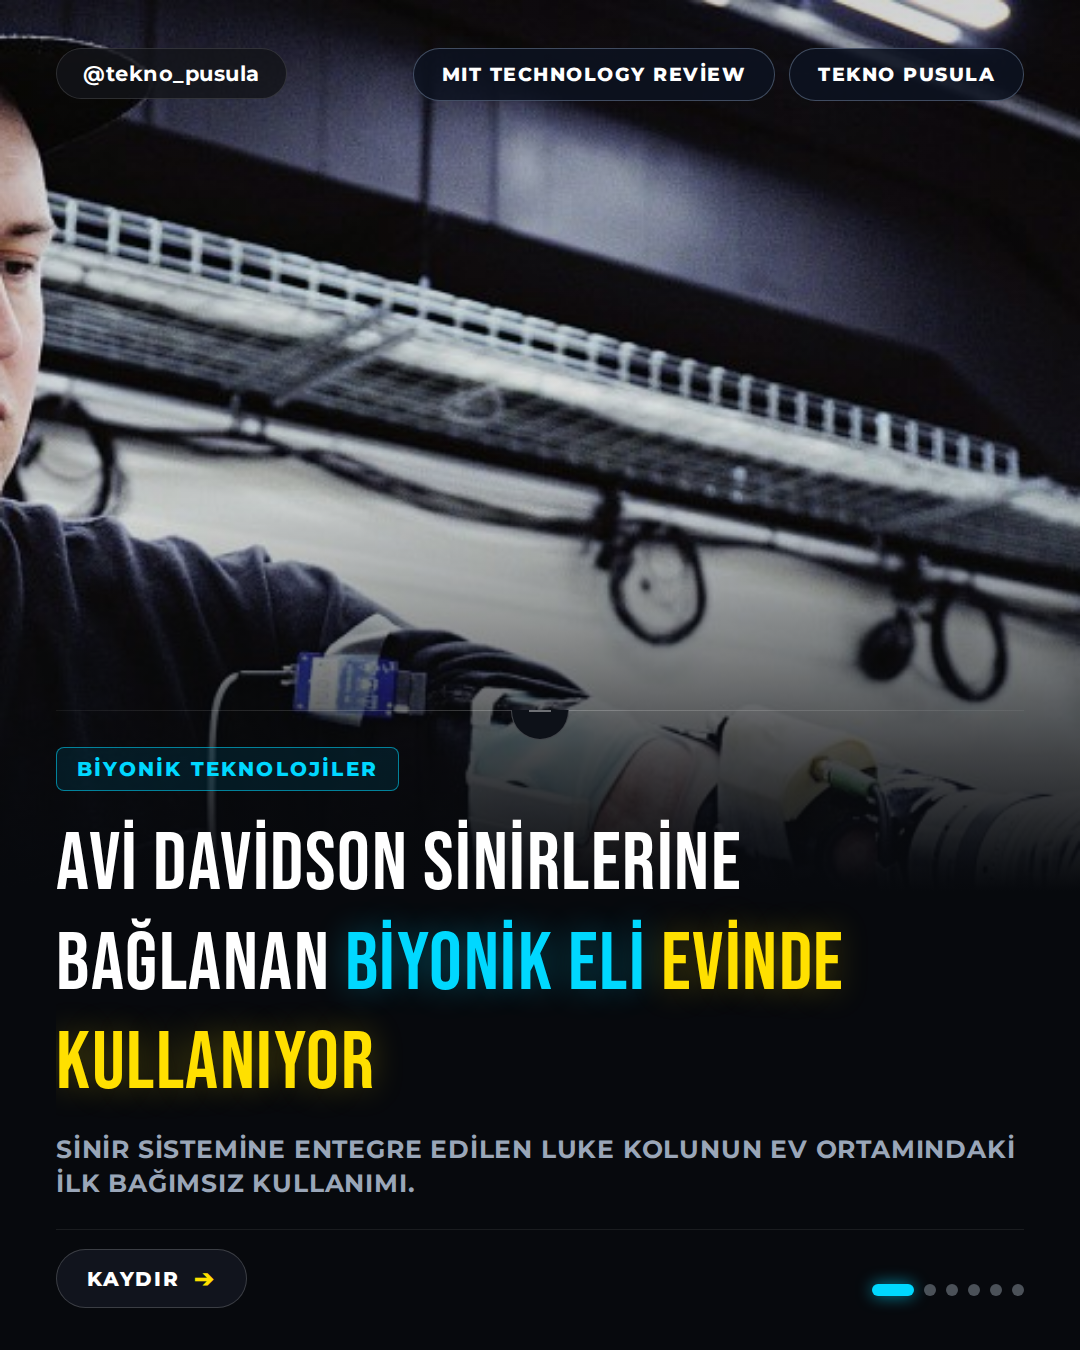 @tekno_pusula
MIT TECHNOLOGY REVİEW
TEKNO PUSULA
BİYONİK TEKNOLOJİLER
AVİ DAVİDSON SİNİRLERİNE
BAĞLANAN BİYONİK ELİ EVİNDE
KULLANIYOR
SİNİR SİSTEMİNE ENTEGRE EDİLEN LUKE KOLUNUN EV ORTAMINDAKİ
İLK BAĞIMSIZ KULLANIMI.
KAYDIR ➔